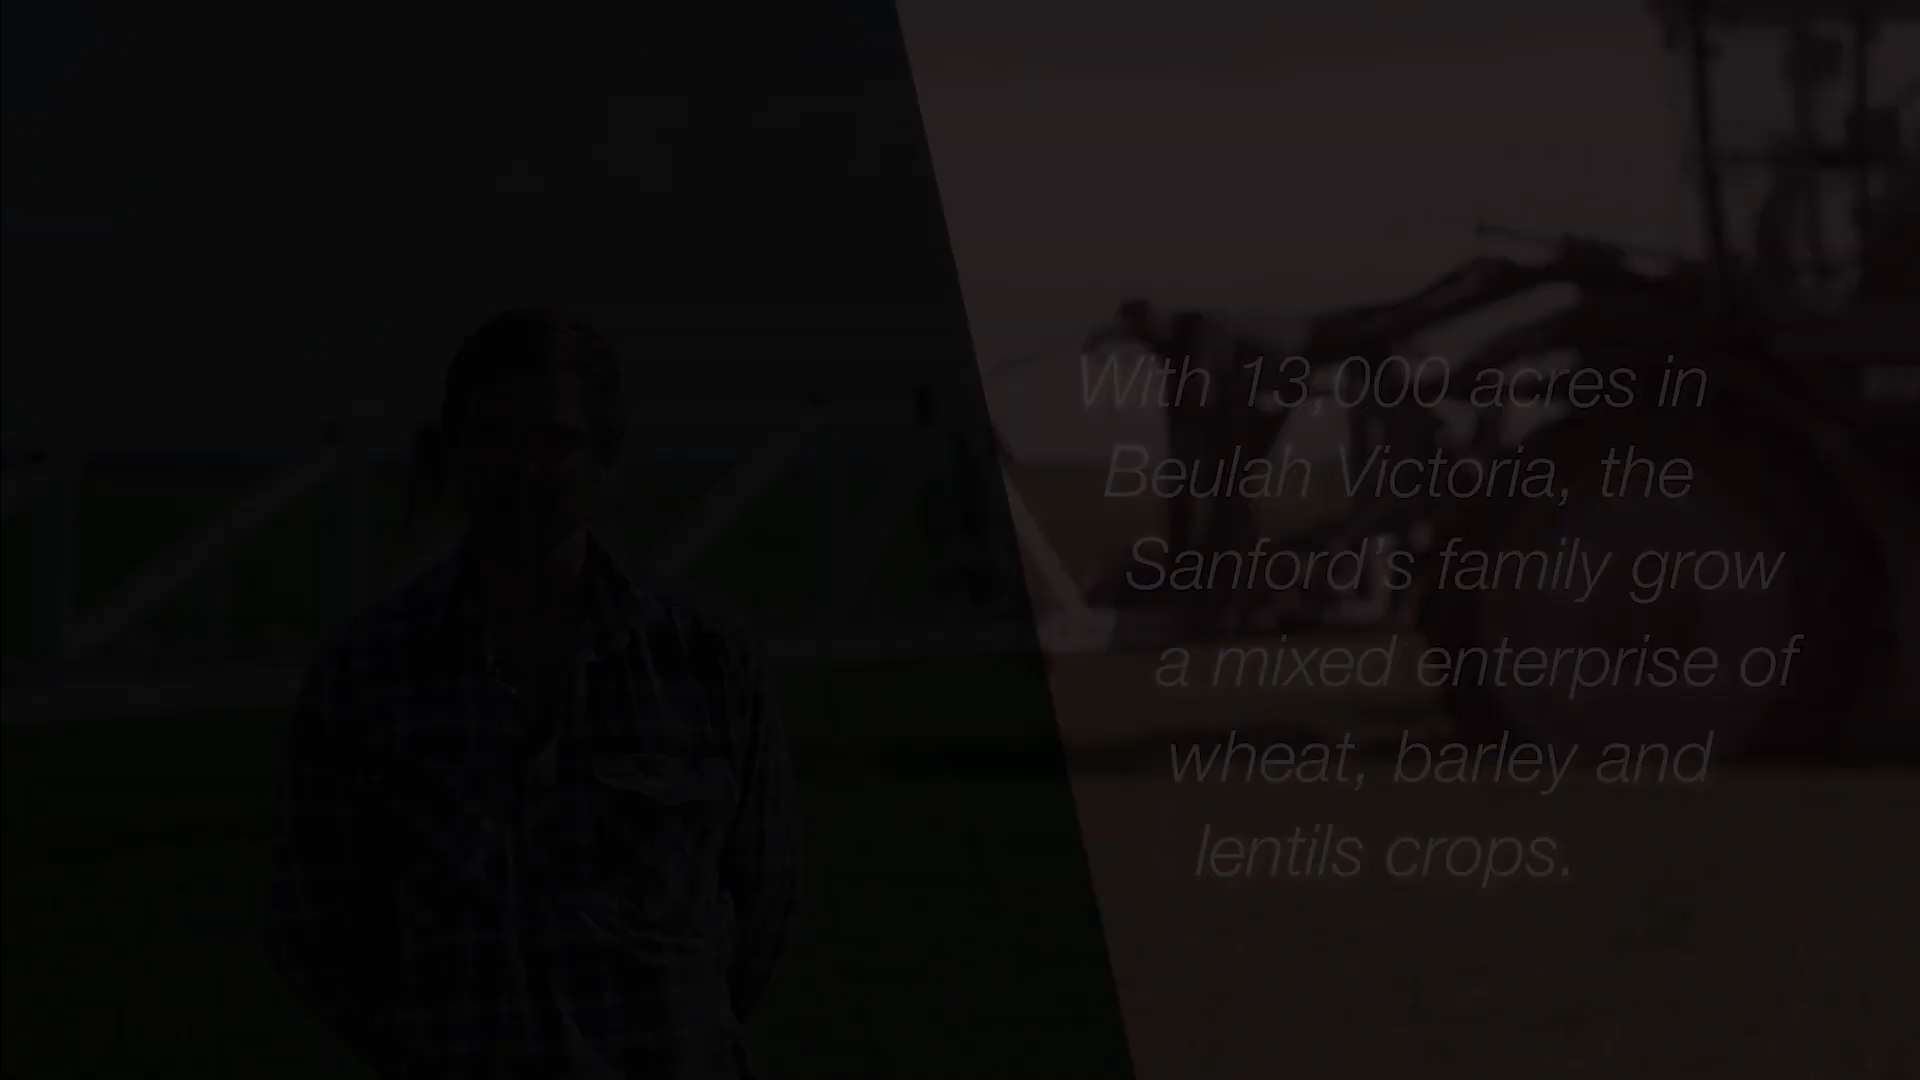 With 13,000 acres in
Beulah Victoria, the
Sanford’s family grow
a mixed enterprise of
wheat, barley and
lentils crops.